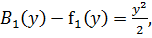 B₁(y) − f₁(y) = y²/2,